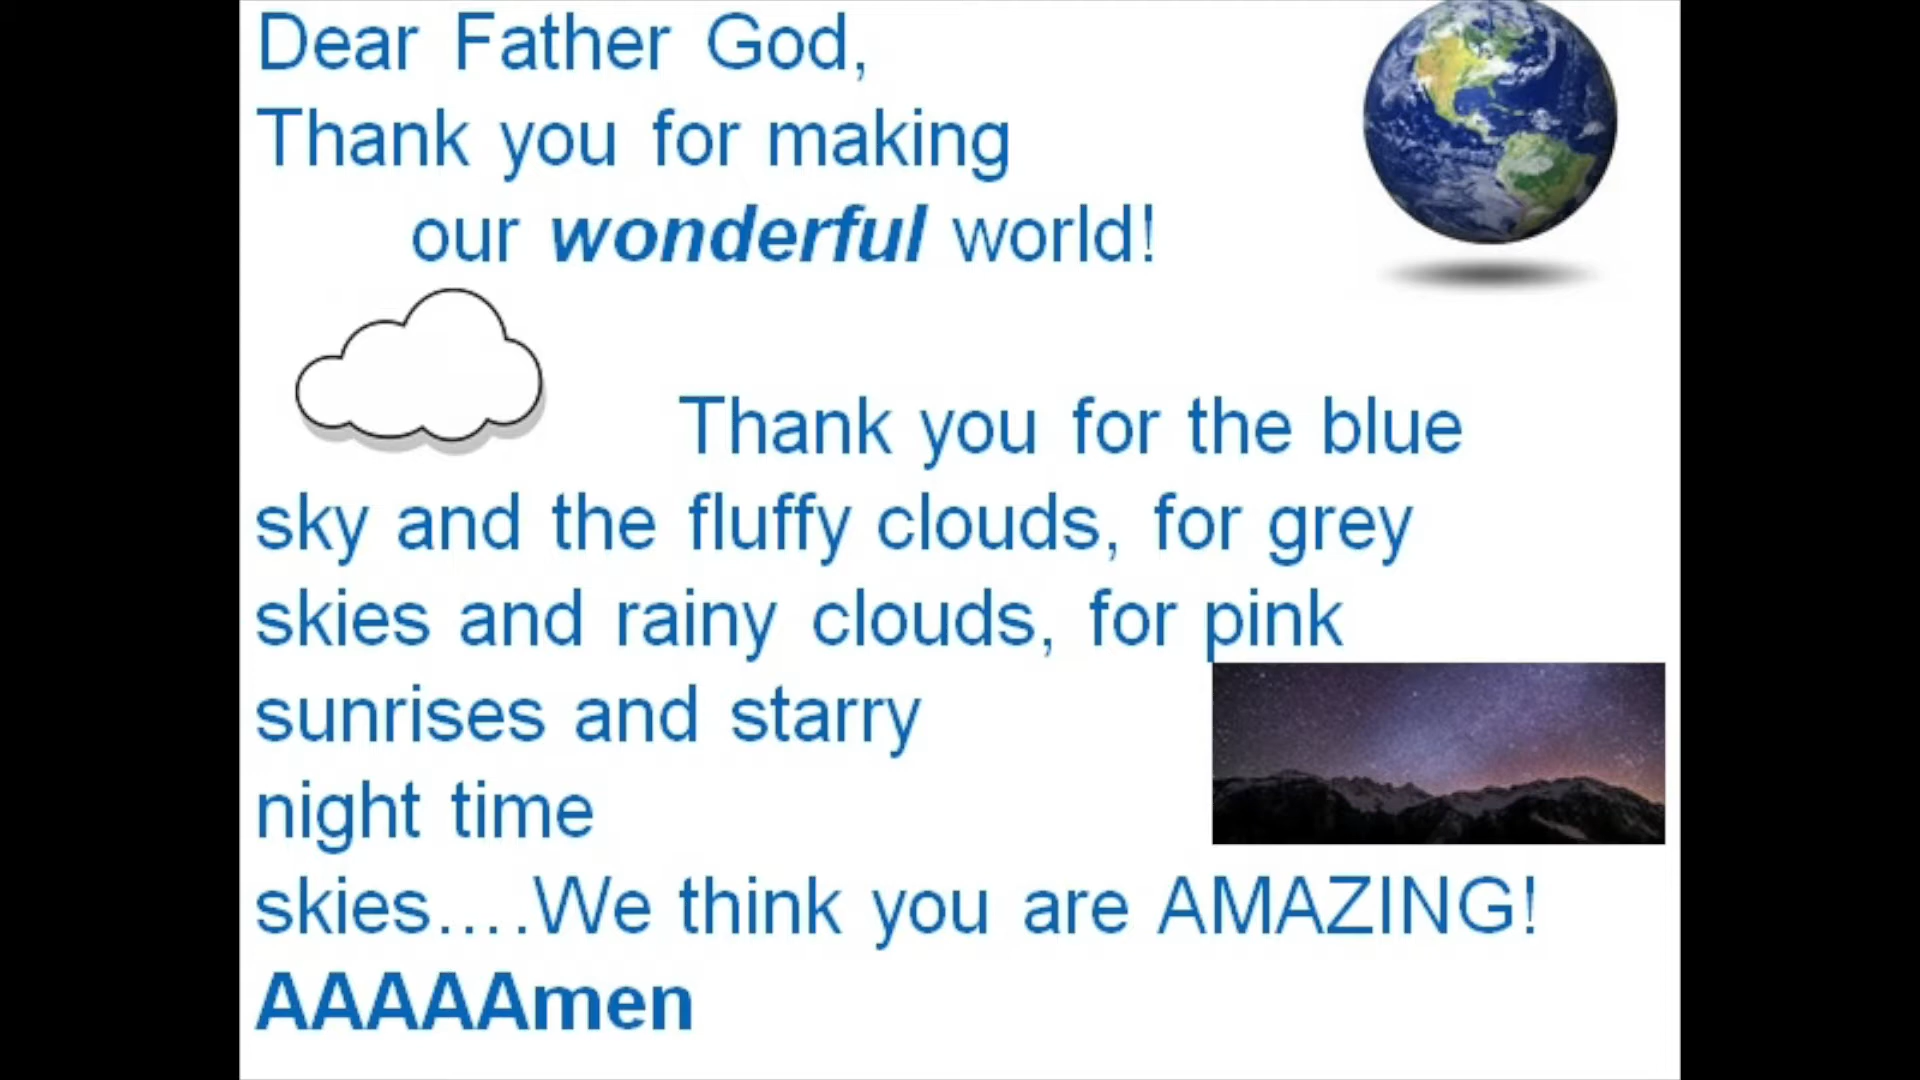 Dear Father God,
Thank you for making
our wonderful world!
Thank you for the blue
sky and the fluffy clouds, for grey
skies and rainy clouds, for pink
sunrises and starry
night time
skies....We think you are AMAZING!
AAAAAmen